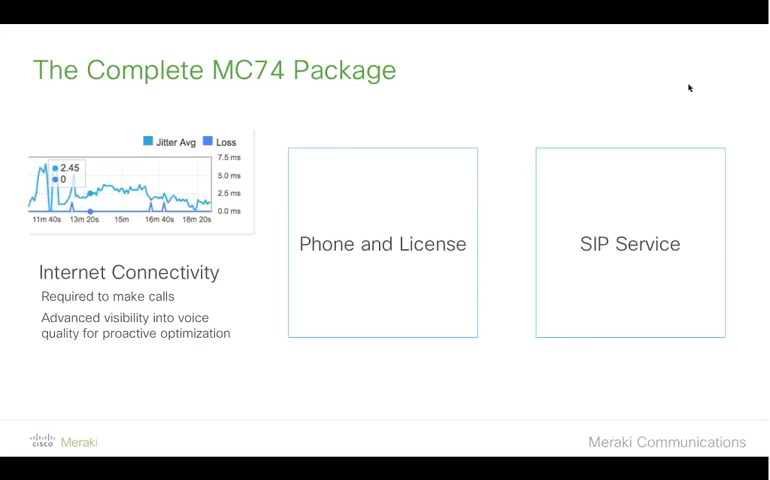 The Complete MC74 Package
Jitter Avg Loss
2.45
0
7.5 ms
5.0 ms
2.5 ms
0.0 ms
11m 40s 13m 20s 15m 16m 40s 18m 20s
Internet Connectivity
Required to make calls
Advanced visibility into voice
quality for proactive optimization
Phone and License
SIP Service
cisco Meraki
Meraki Communications